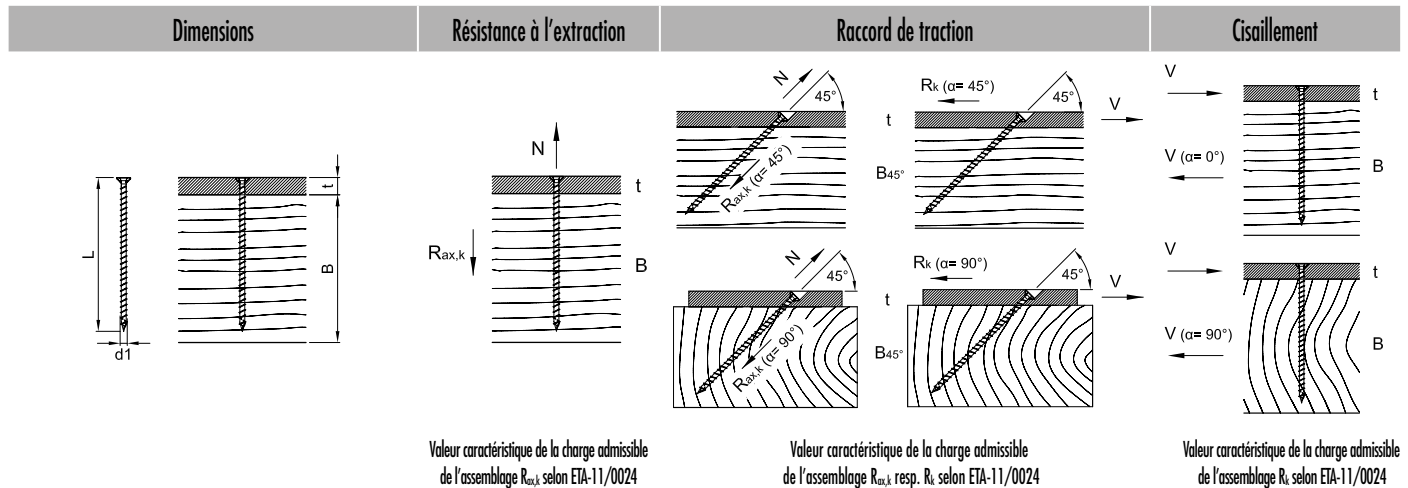 Dimensions
Résistance à l'extraction
Raccord de traction
Cisaillement
L
d1
t
B
N
Rax,k
t
B
N
45°
Rax,k (α= 45°)
t
B45°
Rk (α= 45°)
45°
V
N
45°
Rax,k (α= 90°)
t
B45°
Rk (α= 90°)
45°
V
V
t
V (α= 0°)
B
V
t
V (α= 90°)
B
Valeur caractéristique de la charge admissible
de l'assemblage Rax,k selon ETA-11/0024
Valeur caractéristique de la charge admissible
de l'assemblage Rax,k resp. Rk selon ETA-11/0024
Valeur caractéristique de la charge admissible
de l'assemblage Rk selon ETA-11/0024